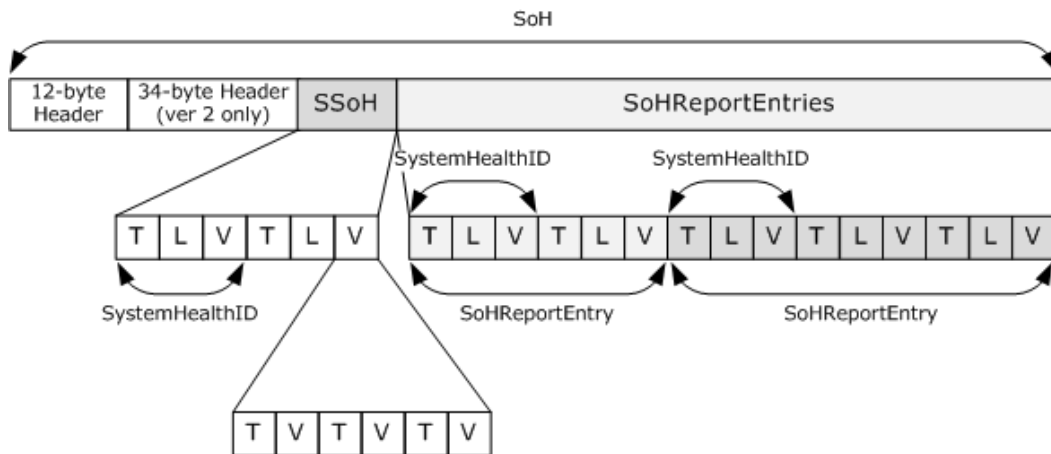 SoH
12-byte Header
34-byte Header (ver 2 only)
SSoH
SoHReportEntries
SystemHealthID
SystemHealthID
T L V T L V
T L V T L V T L V T L V T L V
SystemHealthID
SoHReportEntry
SoHReportEntry
T V T V T V